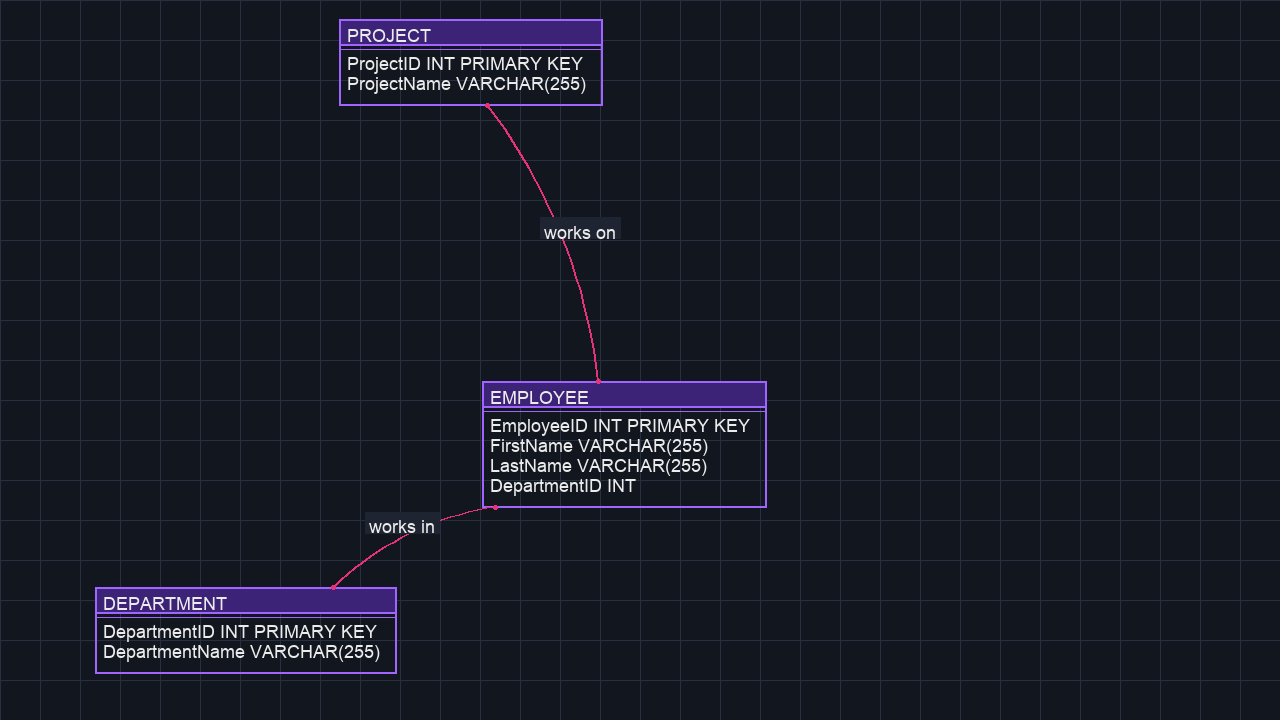 PROJECT
ProjectID INT PRIMARY KEY
ProjectName VARCHAR(255)
works on
EMPLOYEE
EmployeeID INT PRIMARY KEY
FirstName VARCHAR(255)
LastName VARCHAR(255)
DepartmentID INT
works in
DEPARTMENT
DepartmentID INT PRIMARY KEY
DepartmentName VARCHAR(255)